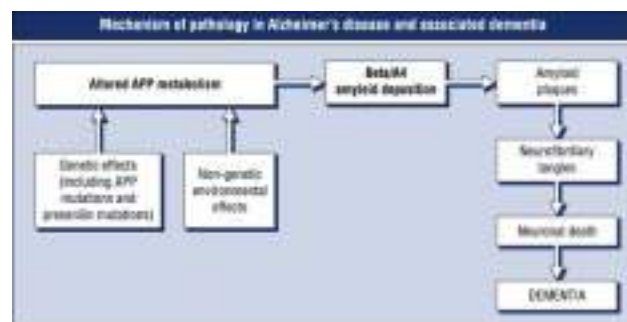 Mechanism of pathology in Alzheimer's disease and associated dementia
Altered APP metabolism
Beta/A4
amyloid deposition
Amyloid
plaques
Genetic effects
(including APP
mutations and
presenilin mutations)
Non-genetic
environmental
effects
Neurofibrillary
tangles
Neuronal death
DEMENTIA